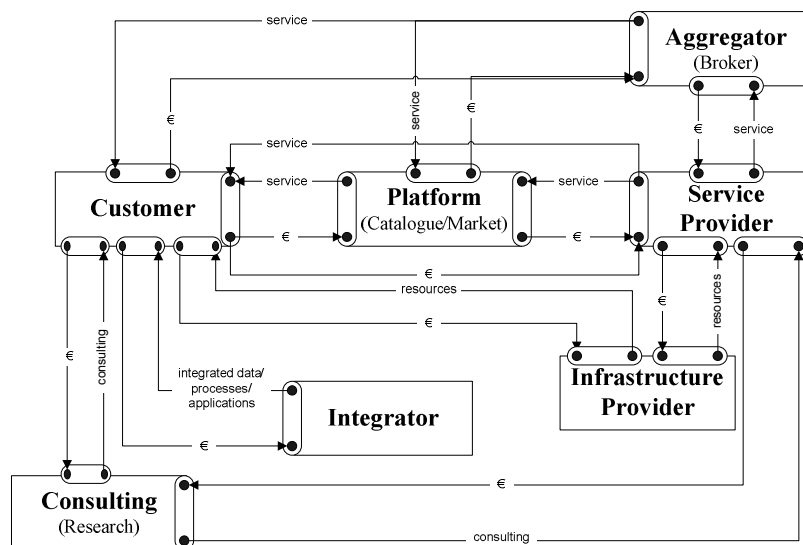 service
Aggregator
(Broker)
€
service
€
€
service
service
Customer
service
Platform
(Catalogue/Market)
service
Service
Provider
€
€
€
resources
€
€
resources
€
consulting
integrated data/
processes/
applications
Integrator
Infrastructure
Provider
€
Consulting
(Research)
€
consulting